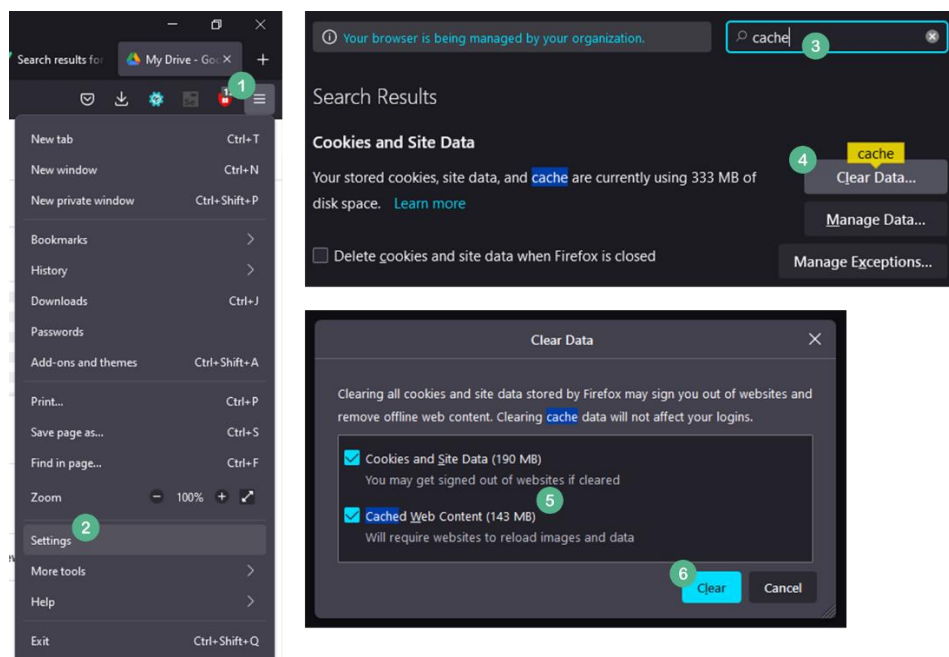 Search results for
My Drive - Goo
1
New tab Ctrl+T
New window Ctrl+N
New private window Ctrl+Shift+P
Bookmarks
History
Downloads Ctrl+J
Passwords
Add-ons and themes Ctrl+Shift+A
Print... Ctrl+P
Save page as... Ctrl+S
Find in page... Ctrl+F
Zoom 100%
2
Settings
More tools
Help
Exit Ctrl+Shift+Q
Your browser is being managed by your organization.
cache
3
Search Results
Cookies and Site Data
Your stored cookies, site data, and cache are currently using 333 MB of
disk space. Learn more
Delete cookies and site data when Firefox is closed
4
cache
Clear Data...
Manage Data...
Manage Exceptions...
Clear Data
Clearing all cookies and site data stored by Firefox may sign you out of websites and
remove offline web content. Clearing cache data will not affect your logins.
Cookies and Site Data (190 MB)
You may get signed out of websites if cleared
5
Cached Web Content (143 MB)
Will require websites to reload images and data
6
Clear Cancel